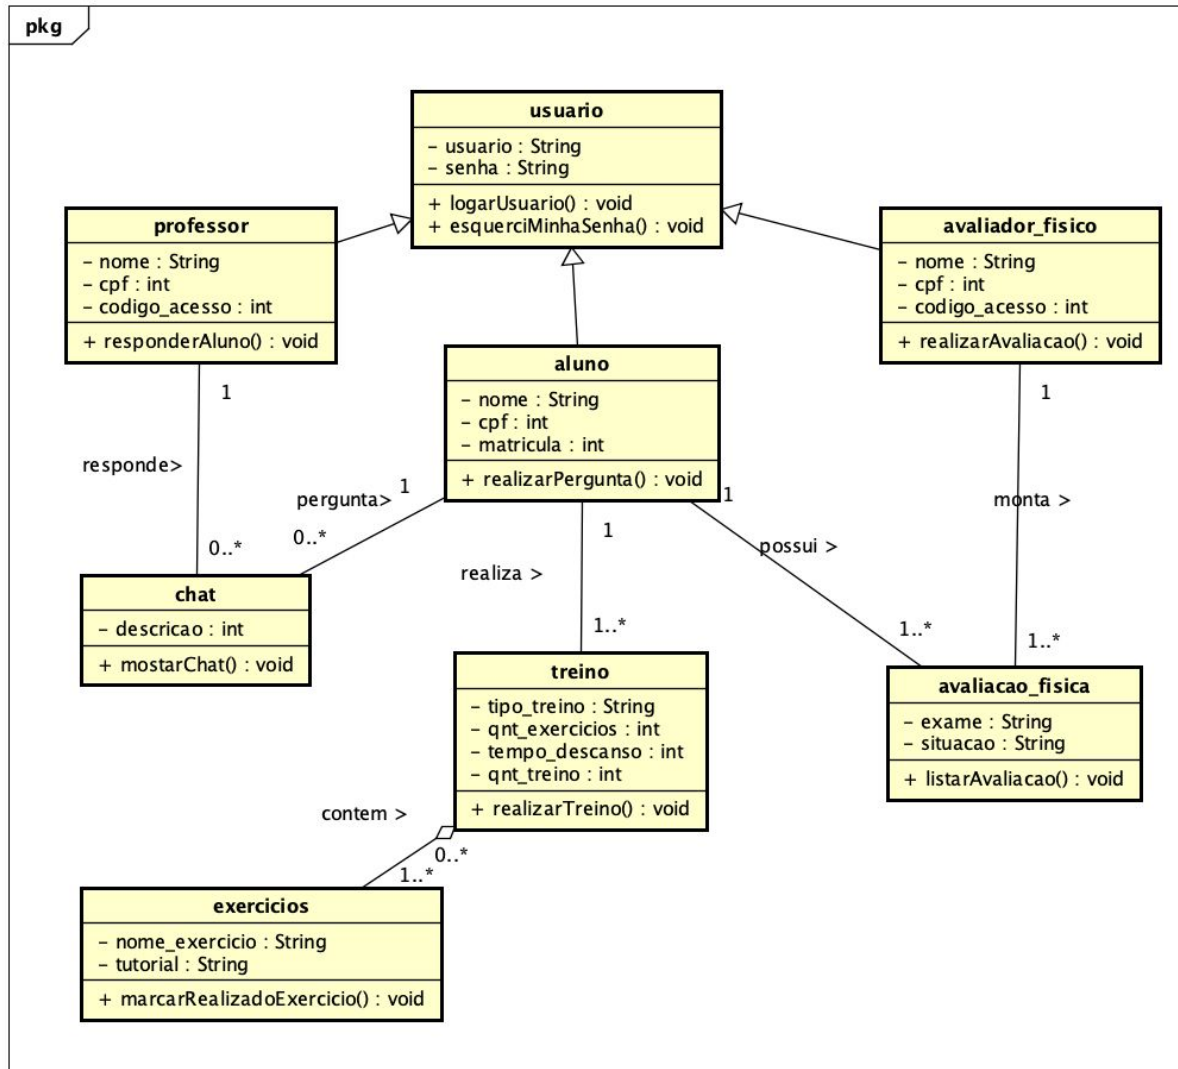 pkg
usuario
– usuario : String
– senha : String
+ logarUsuario() : void
+ esquerciMinhaSenha() : void
professor
– nome : String
– cpf : int
– codigo_acesso : int
+ responderAluno() : void
avaliador_fisico
– nome : String
– cpf : int
– codigo_acesso : int
+ realizarAvaliacao() : void
aluno
– nome : String
– cpf : int
– matricula : int
+ realizarPergunta() : void
1
responde>
0..*
pergunta>
1
0..*
1
realiza >
1..*
1
possui >
1..*
1
monta >
1..*
chat
– descricao : int
+ mostarChat() : void
treino
– tipo_treino : String
– qnt_exercicios : int
– tempo_descanso : int
– qnt_treino : int
+ realizarTreino() : void
avaliacao_fisica
– exame : String
– situacao : String
+ listarAvaliacao() : void
contem >
0..*
1..*
exercicios
– nome_exercicio : String
– tutorial : String
+ marcarRealizadoExercicio() : void